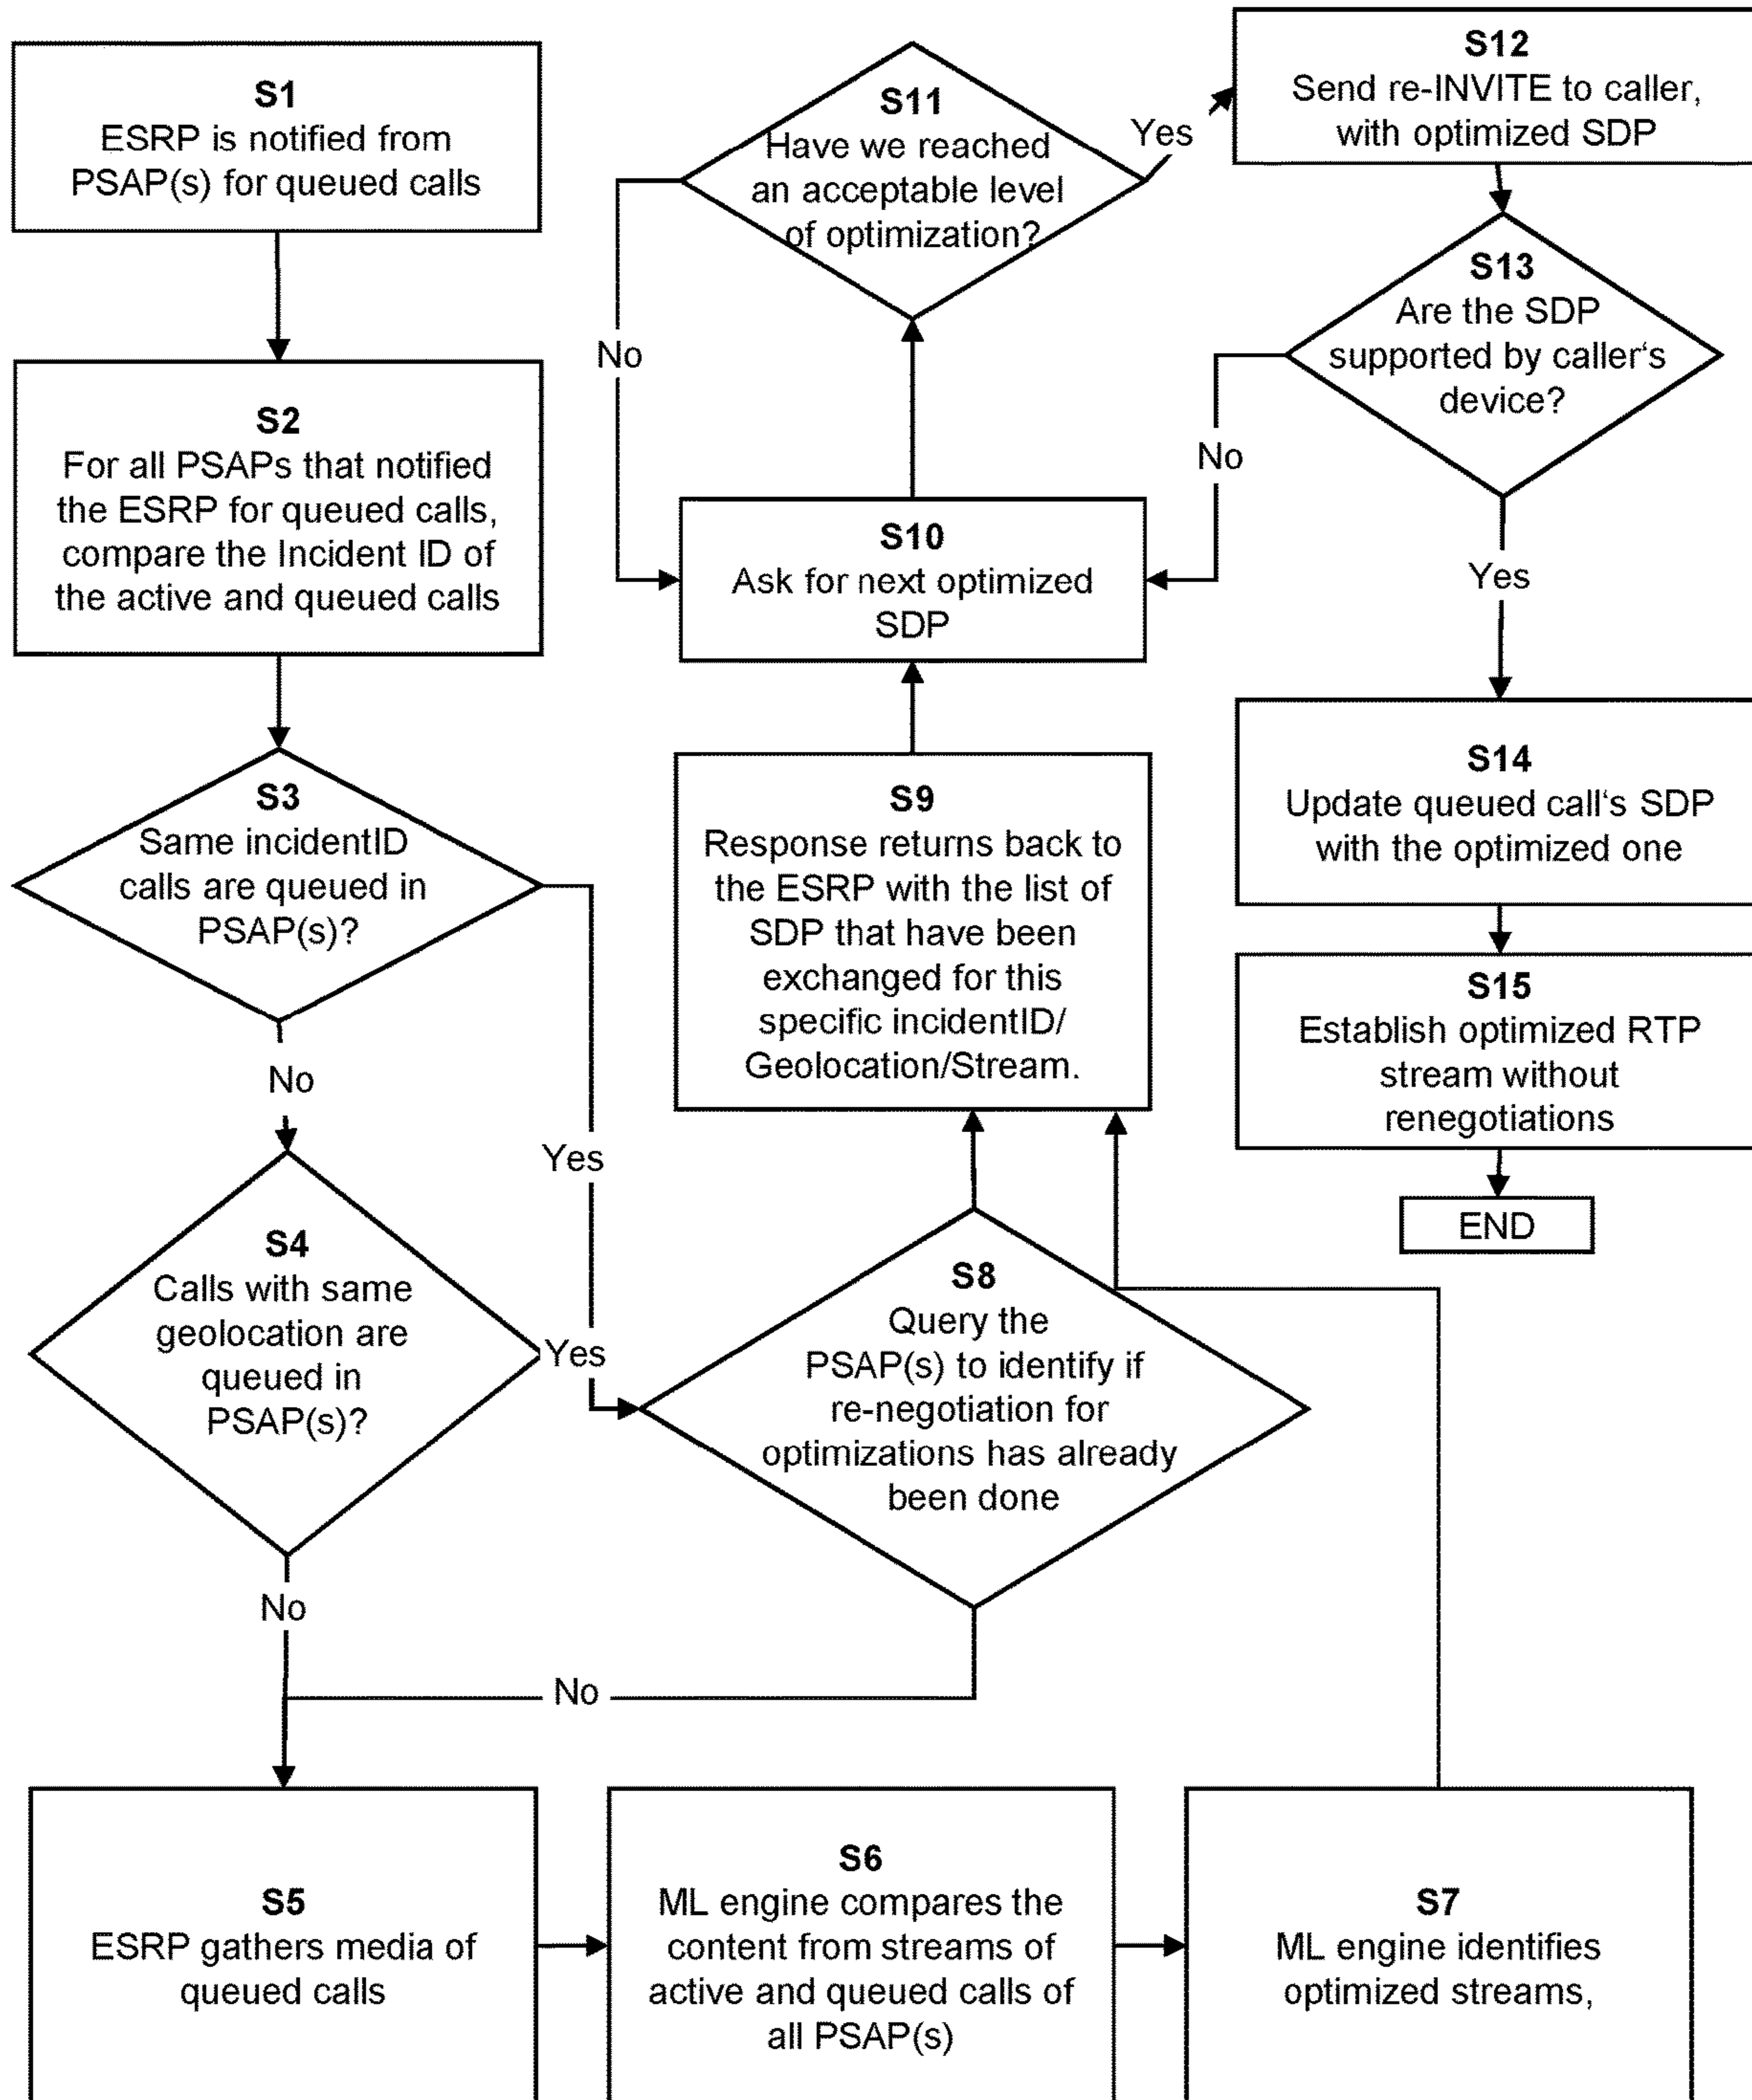 S1
ESRP is notified from
PSAP(s) for queued calls
S2
For all PSAPs that notified
the ESRP for queued calls,
compare the Incident ID of
the active and queued calls
S3
Same incidentID
calls are queued in
PSAP(s)?
No
Yes
S4
Calls with same
geolocation are
queued in
PSAP(s)?
Yes
No
S5
ESRP gathers media of
queued calls
S6
ML engine compares the
content from streams of
active and queued calls of
all PSAP(s)
S7
ML engine identifies
optimized streams,
S8
Query the
PSAP(s) to identify if
re-negotiation for
optimizations has already
been done
No
S9
Response returns back to
the ESRP with the list of
SDP that have been
exchanged for this
specific incidentID/
Geolocation/Stream.
S10
Ask for next optimized
SDP
S11
Have we reached
an acceptable level
of optimization?
No
Yes
S12
Send re-INVITE to caller,
with optimized SDP
S13
Are the SDP
supported by caller‘s
device?
No
Yes
S14
Update queued call‘s SDP
with the optimized one
S15
Establish optimized RTP
stream without
renegotiations
END